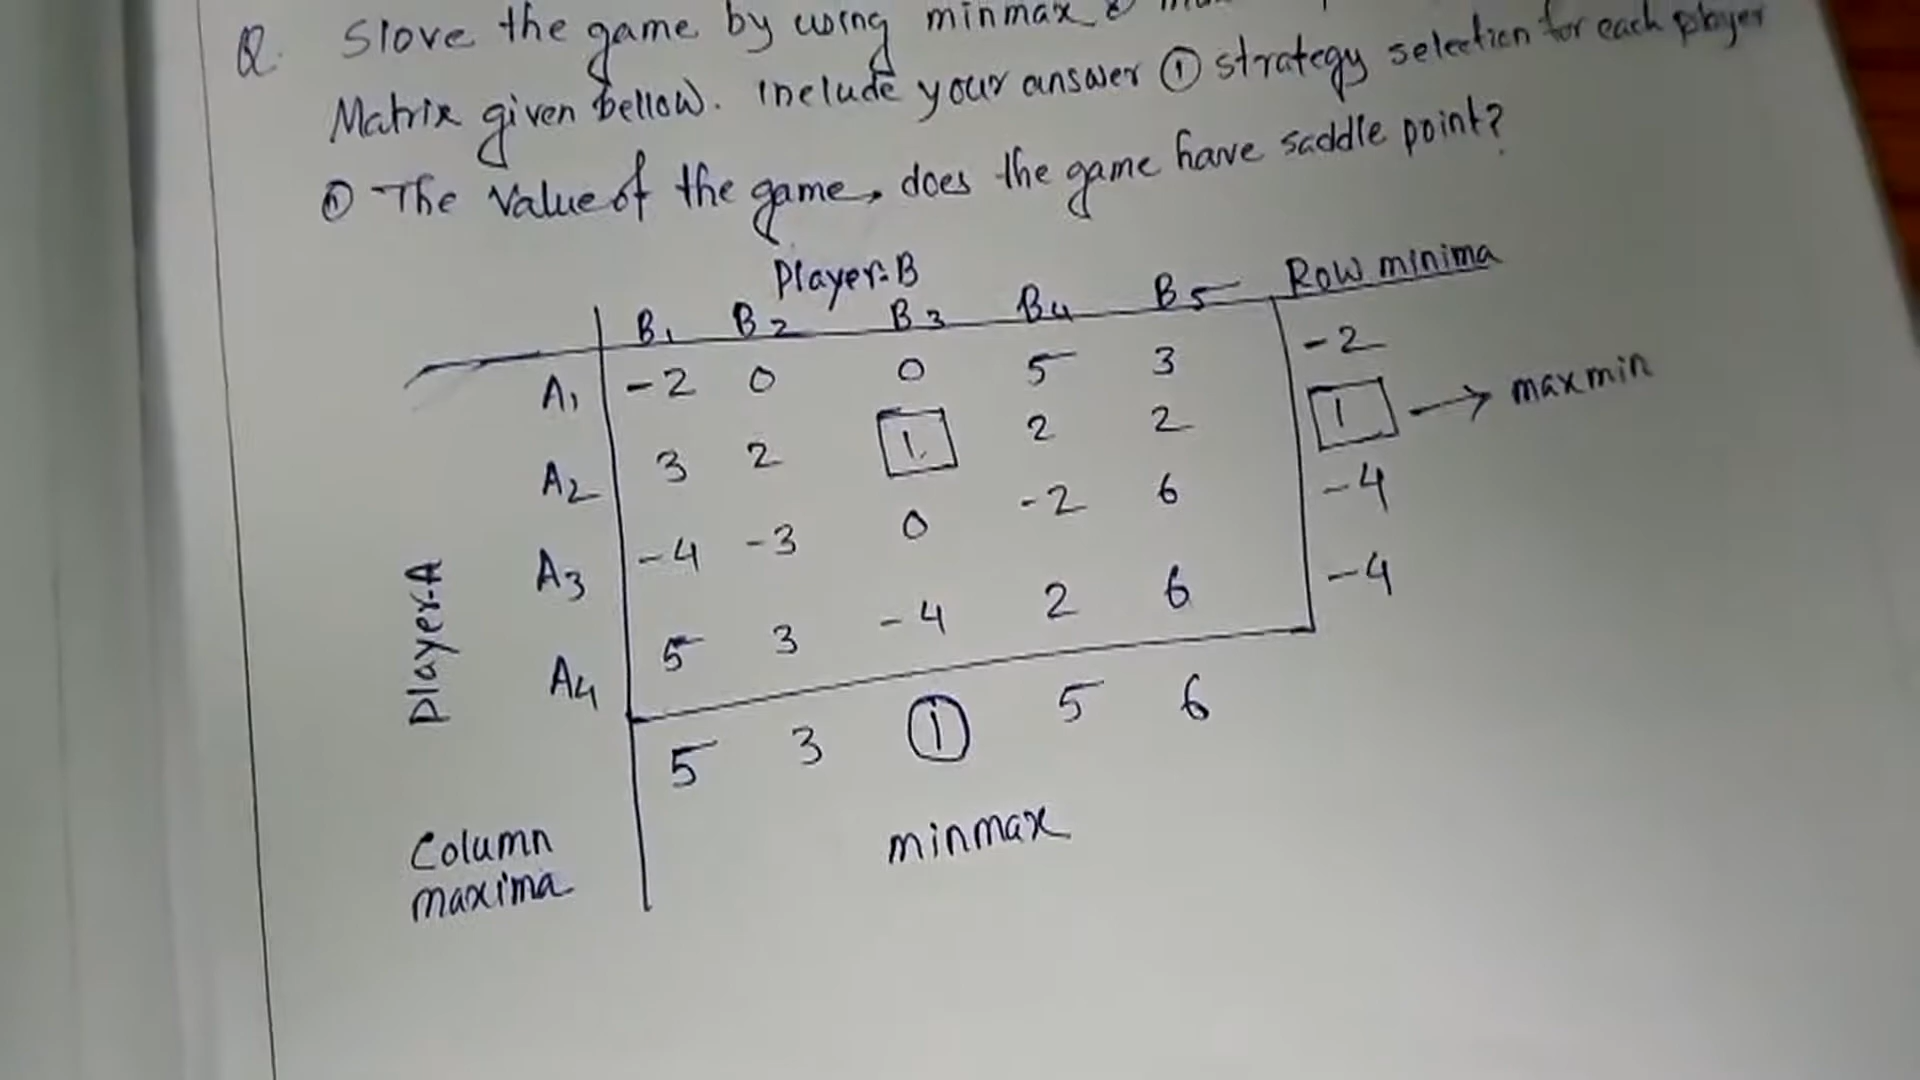 Q. Slove the game by using minmax &
Matrix given bellow. Include your answer ① strategy selection for each player
② The Value of the game, does the game have saddle point?
Player-B
B1 B2 B3 B4 B5 Row minima
A1 -2 0 0 5 3 -2
A2 3 2 1 2 2 1 → maxmin
A3 -4 -3 0 -2 6 -4
A4 5 3 -4 2 6 -4
Player-A
5 3 1 5 6
Column
maxima
minmax